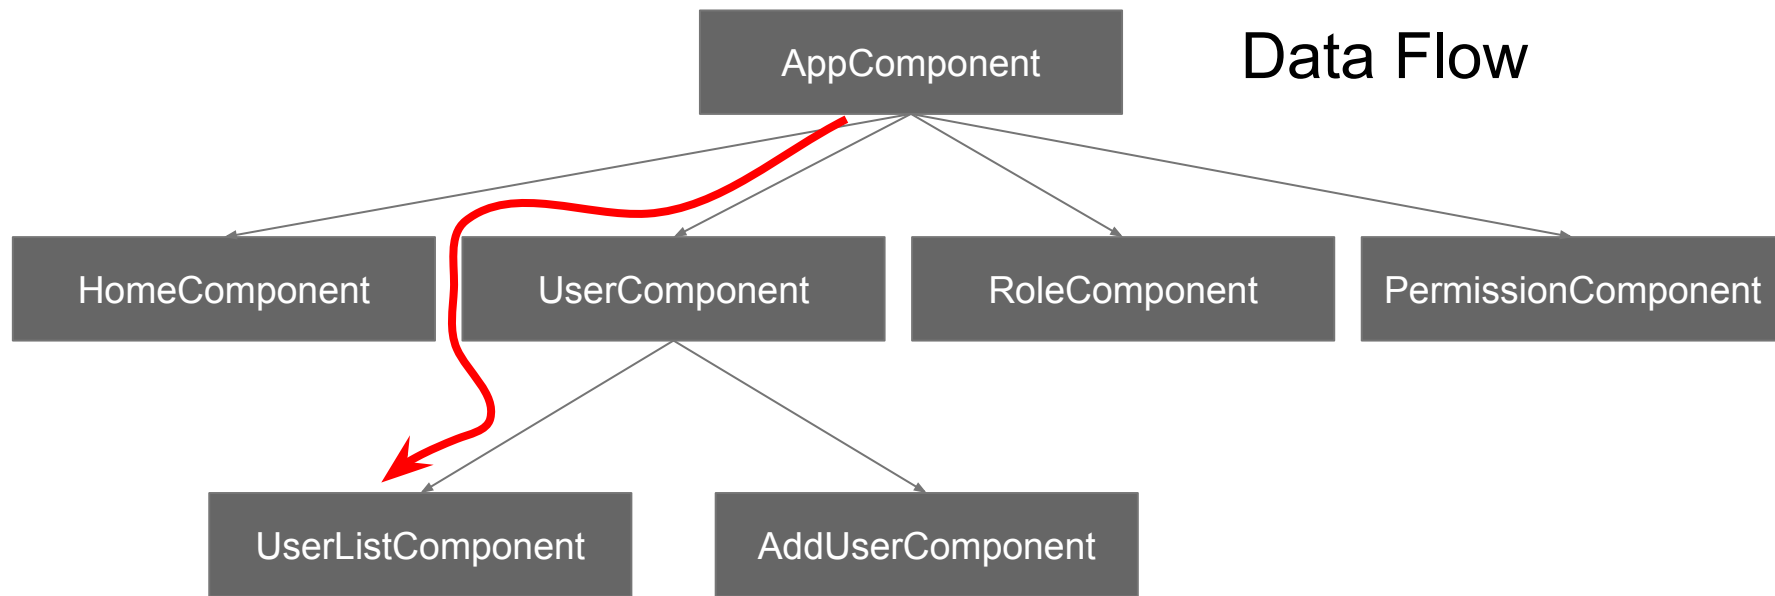 AppComponent
Data Flow
HomeComponent
UserComponent
RoleComponent
PermissionComponent
UserListComponent
AddUserComponent